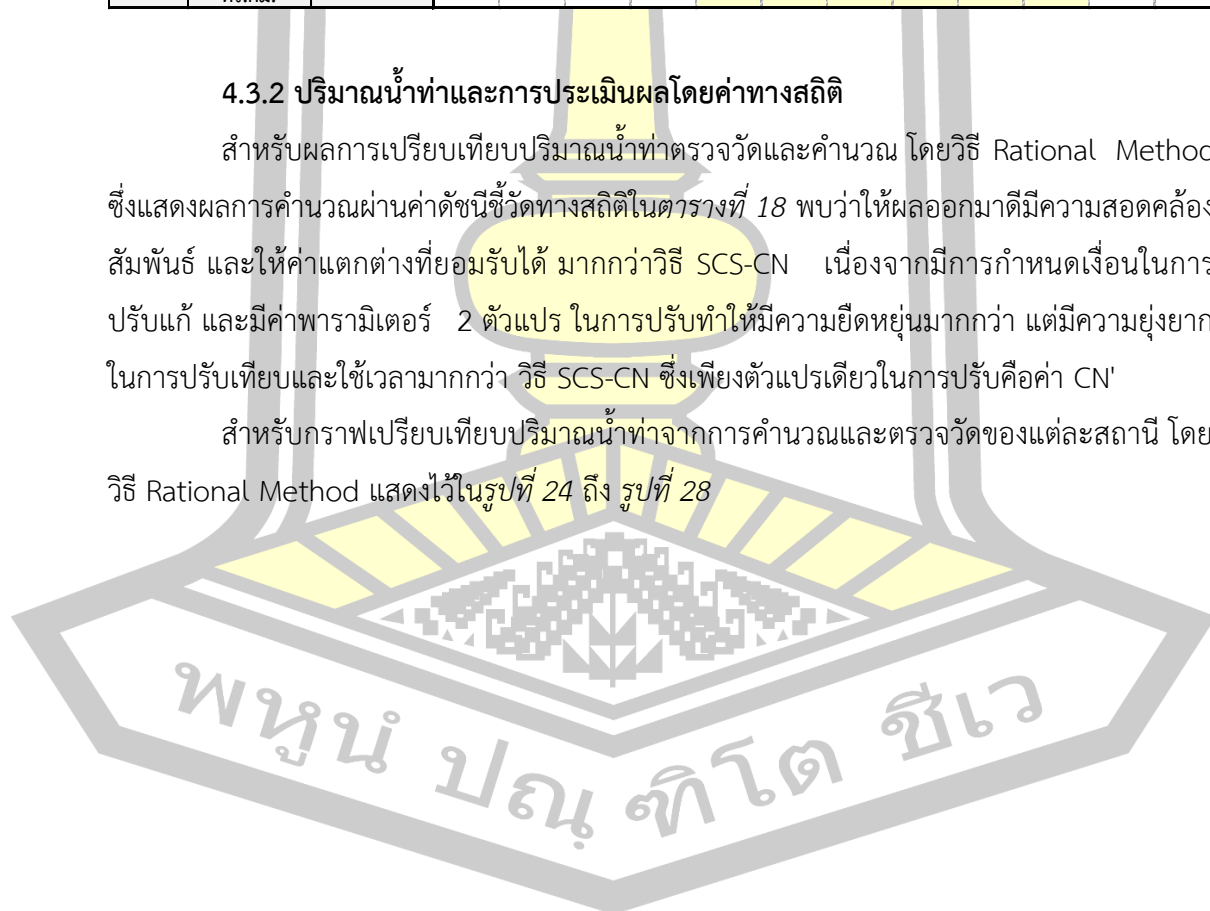 4.3.2 ปริมาณน้ำท่าและการประเมินผลโดยค่าทางสถิติ
สำหรับผลการเปรียบเทียบปริมาณน้ำท่าตรวจวัดและคำนวณ โดยวิธี Rational Method
ซึ่งแสดงผลการคำนวณผ่านค่าดัชนีชี้วัดทางสถิติในตารางที่ 18 พบว่าให้ผลออกมาดีมีความสอดคล้อง
สัมพันธ์ และให้ค่าแตกต่างที่ยอมรับได้ มากกว่าวิธี SCS-CN เนื่องจากมีการกำหนดเงื่อนในการ
ปรับแก้ และมีค่าพารามิเตอร์ 2 ตัวแปร ในการปรับทำให้มีความยืดหยุ่นมากกว่า แต่มีความยุ่งยาก
ในการปรับเทียบและใช้เวลามากกว่า วิธี SCS-CN ซึ่งเพียงตัวแปรเดียวในการปรับคือค่า CN'
สำหรับกราฟเปรียบเทียบปริมาณน้ำท่าจากการคำนวณและตรวจวัดของแต่ละสถานี โดย
วิธี Rational Method แสดงไว้ในรูปที่ 24 ถึง รูปที่ 28
พหูนํ ปณฺ ฑิโต ชีเว